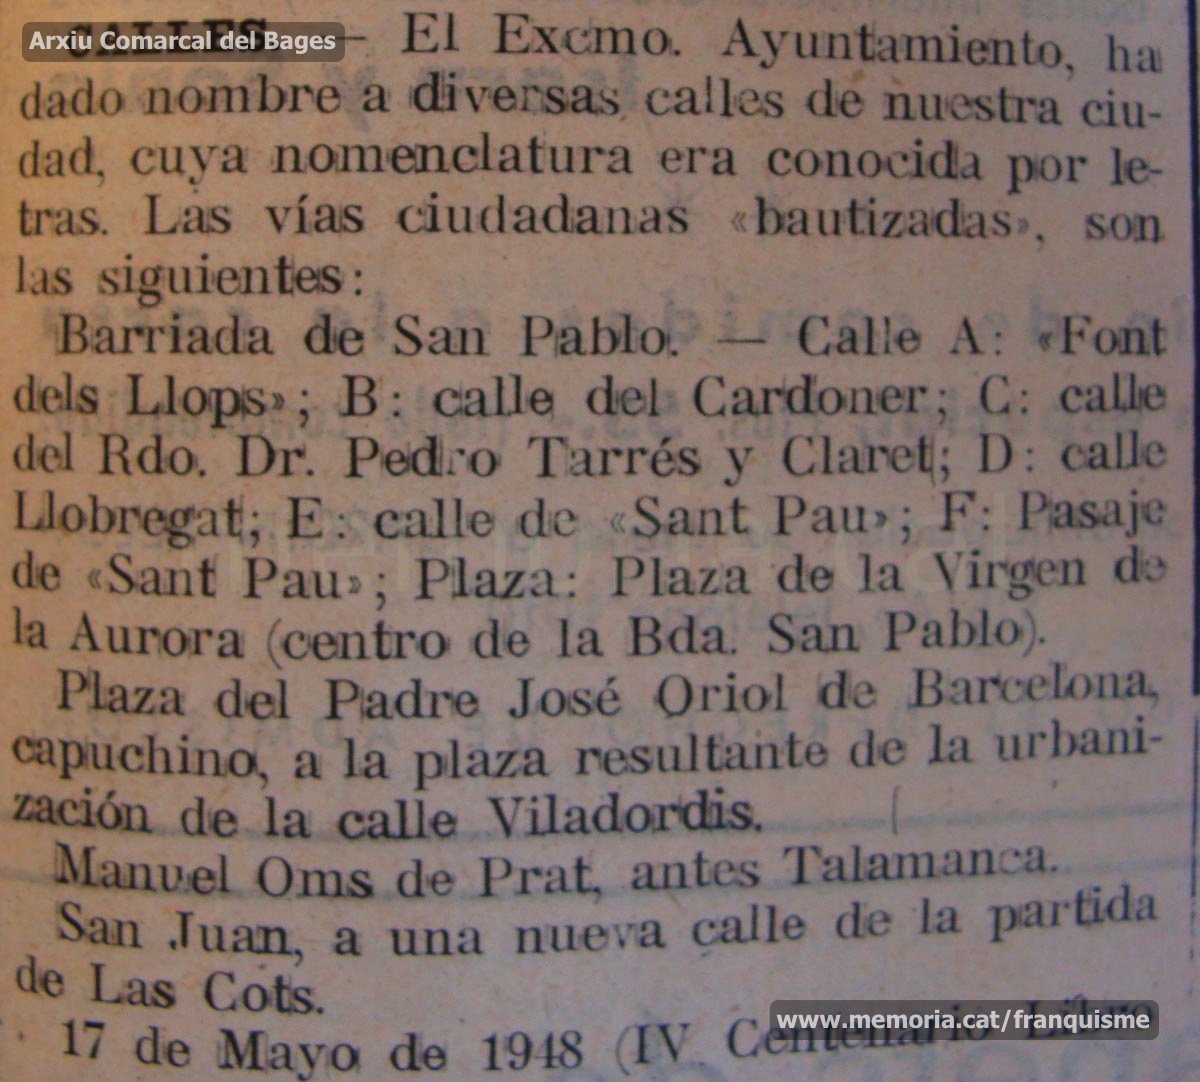 Arxiu Comarcal del Bages
CALLES — El Excmo. Ayuntamiento, ha
dado nombre a diversas calles de nuestra ciu-
dad, cuya nomenclatura era conocida por le-
tras. Las vías ciudadanas «bautizadas», son
las siguientes:
Barriada de San Pablo. — Calle A: «Font
dels Llops»; B: calle del Cardoner; C: calle
del Rdo. Dr. Pedro Tarrés y Claret; D: calle
Llobregat; E: calle de «Sant Pau»; F: Pasaje
de «Sant Pau»; Plaza: Plaza de la Virgen de
la Aurora (centro de la Bda. San Pablo).
Plaza del Padre José Oriol de Barcelona,
capuchino, a la plaza resultante de la urbani-
zación de la calle Viladordis.
Manuel Oms de Prat, antes Talamanca.
San Juan, a una nueva calle de la partida
de Las Cots.
17 de Mayo de 1948 (IV Centenario Libro
www.memoria.cat/franquisme